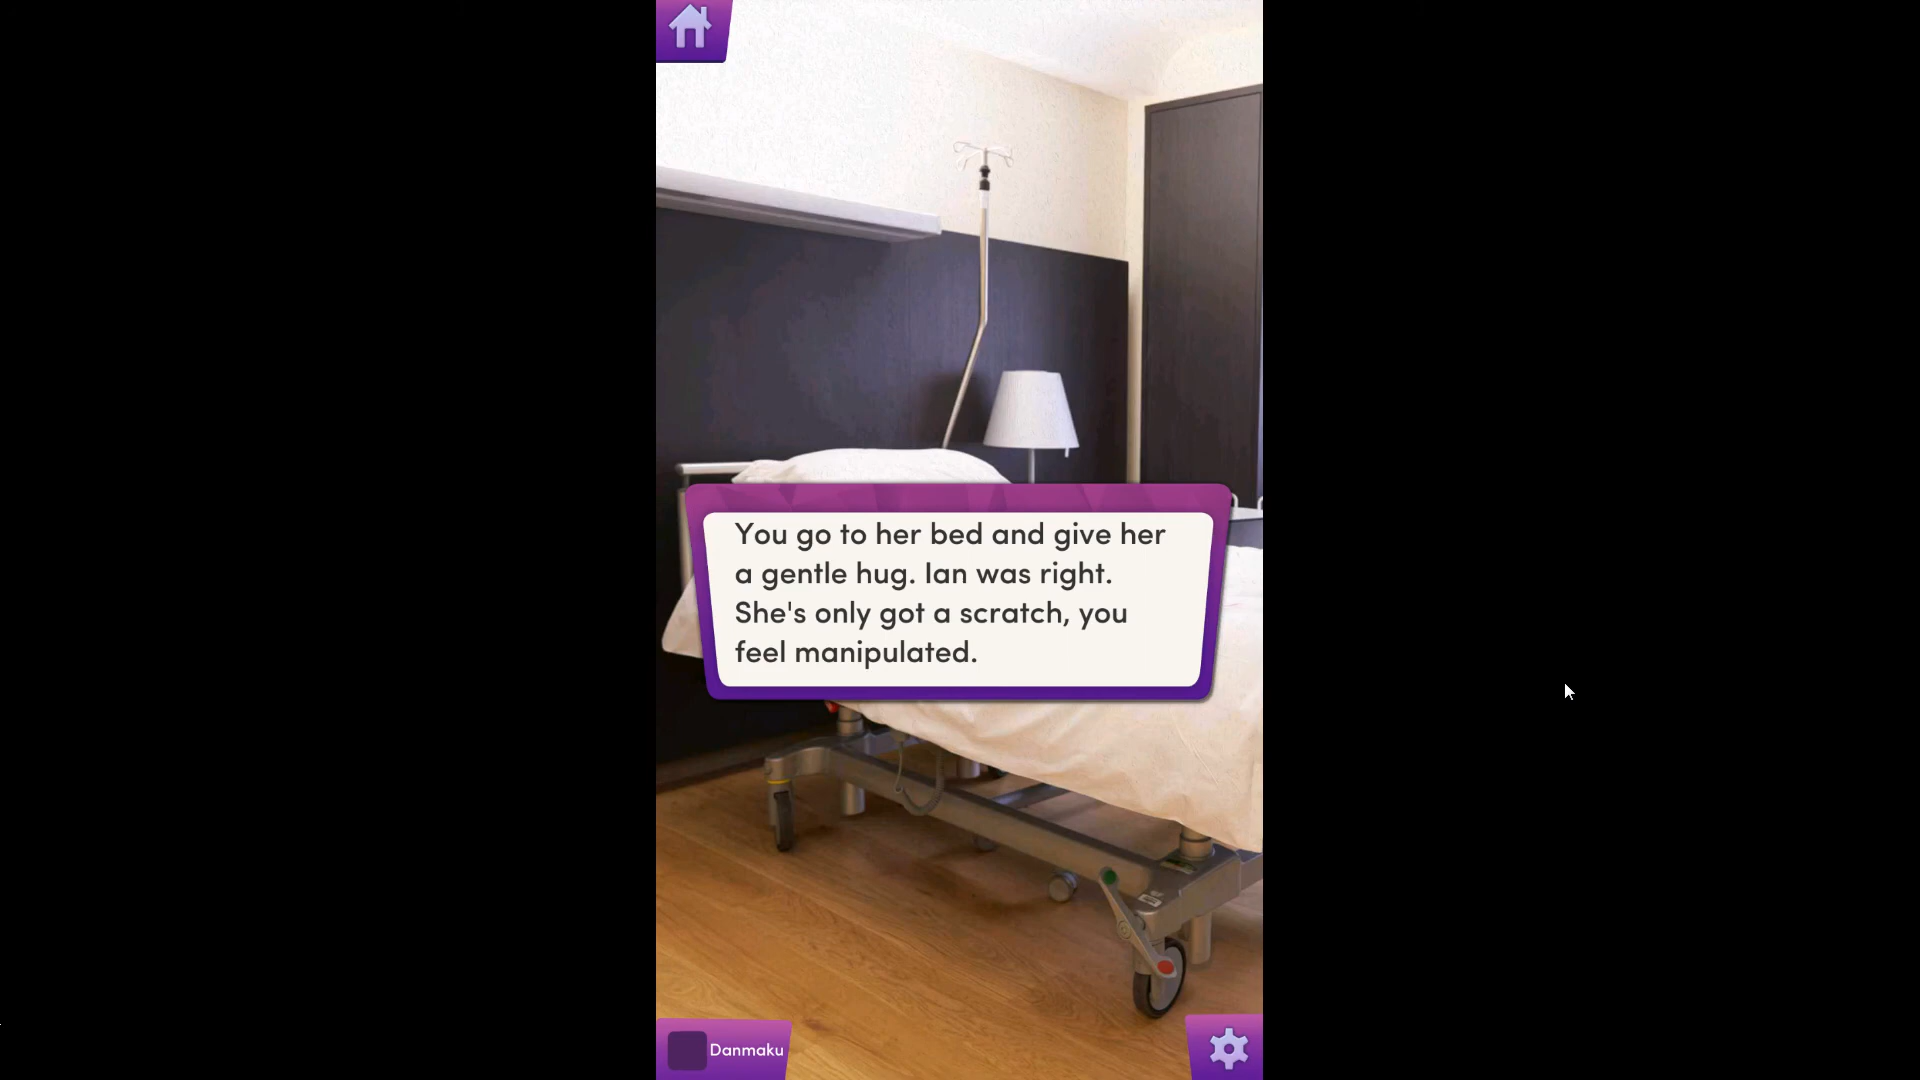 You go to her bed and give her
a gentle hug. Ian was right.
She's only got a scratch, you
feel manipulated.
Danmaku